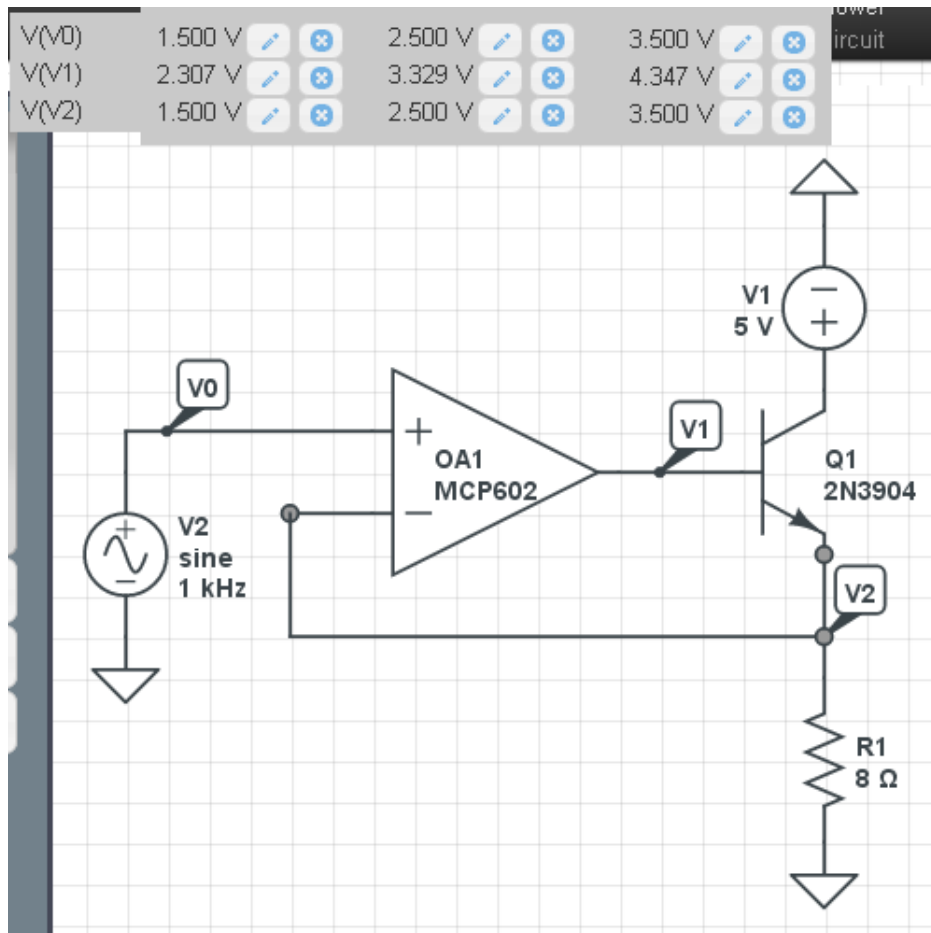 V(V0) 1.500 V 2.500 V 3.500 V
V(V1) 2.307 V 3.329 V 4.347 V
V(V2) 1.500 V 2.500 V 3.500 V
ircuit
V1
5 V
V0
V1
+
OA1
MCP602
−
Q1
2N3904
V2
sine
1 kHz
V2
R1
8 Ω